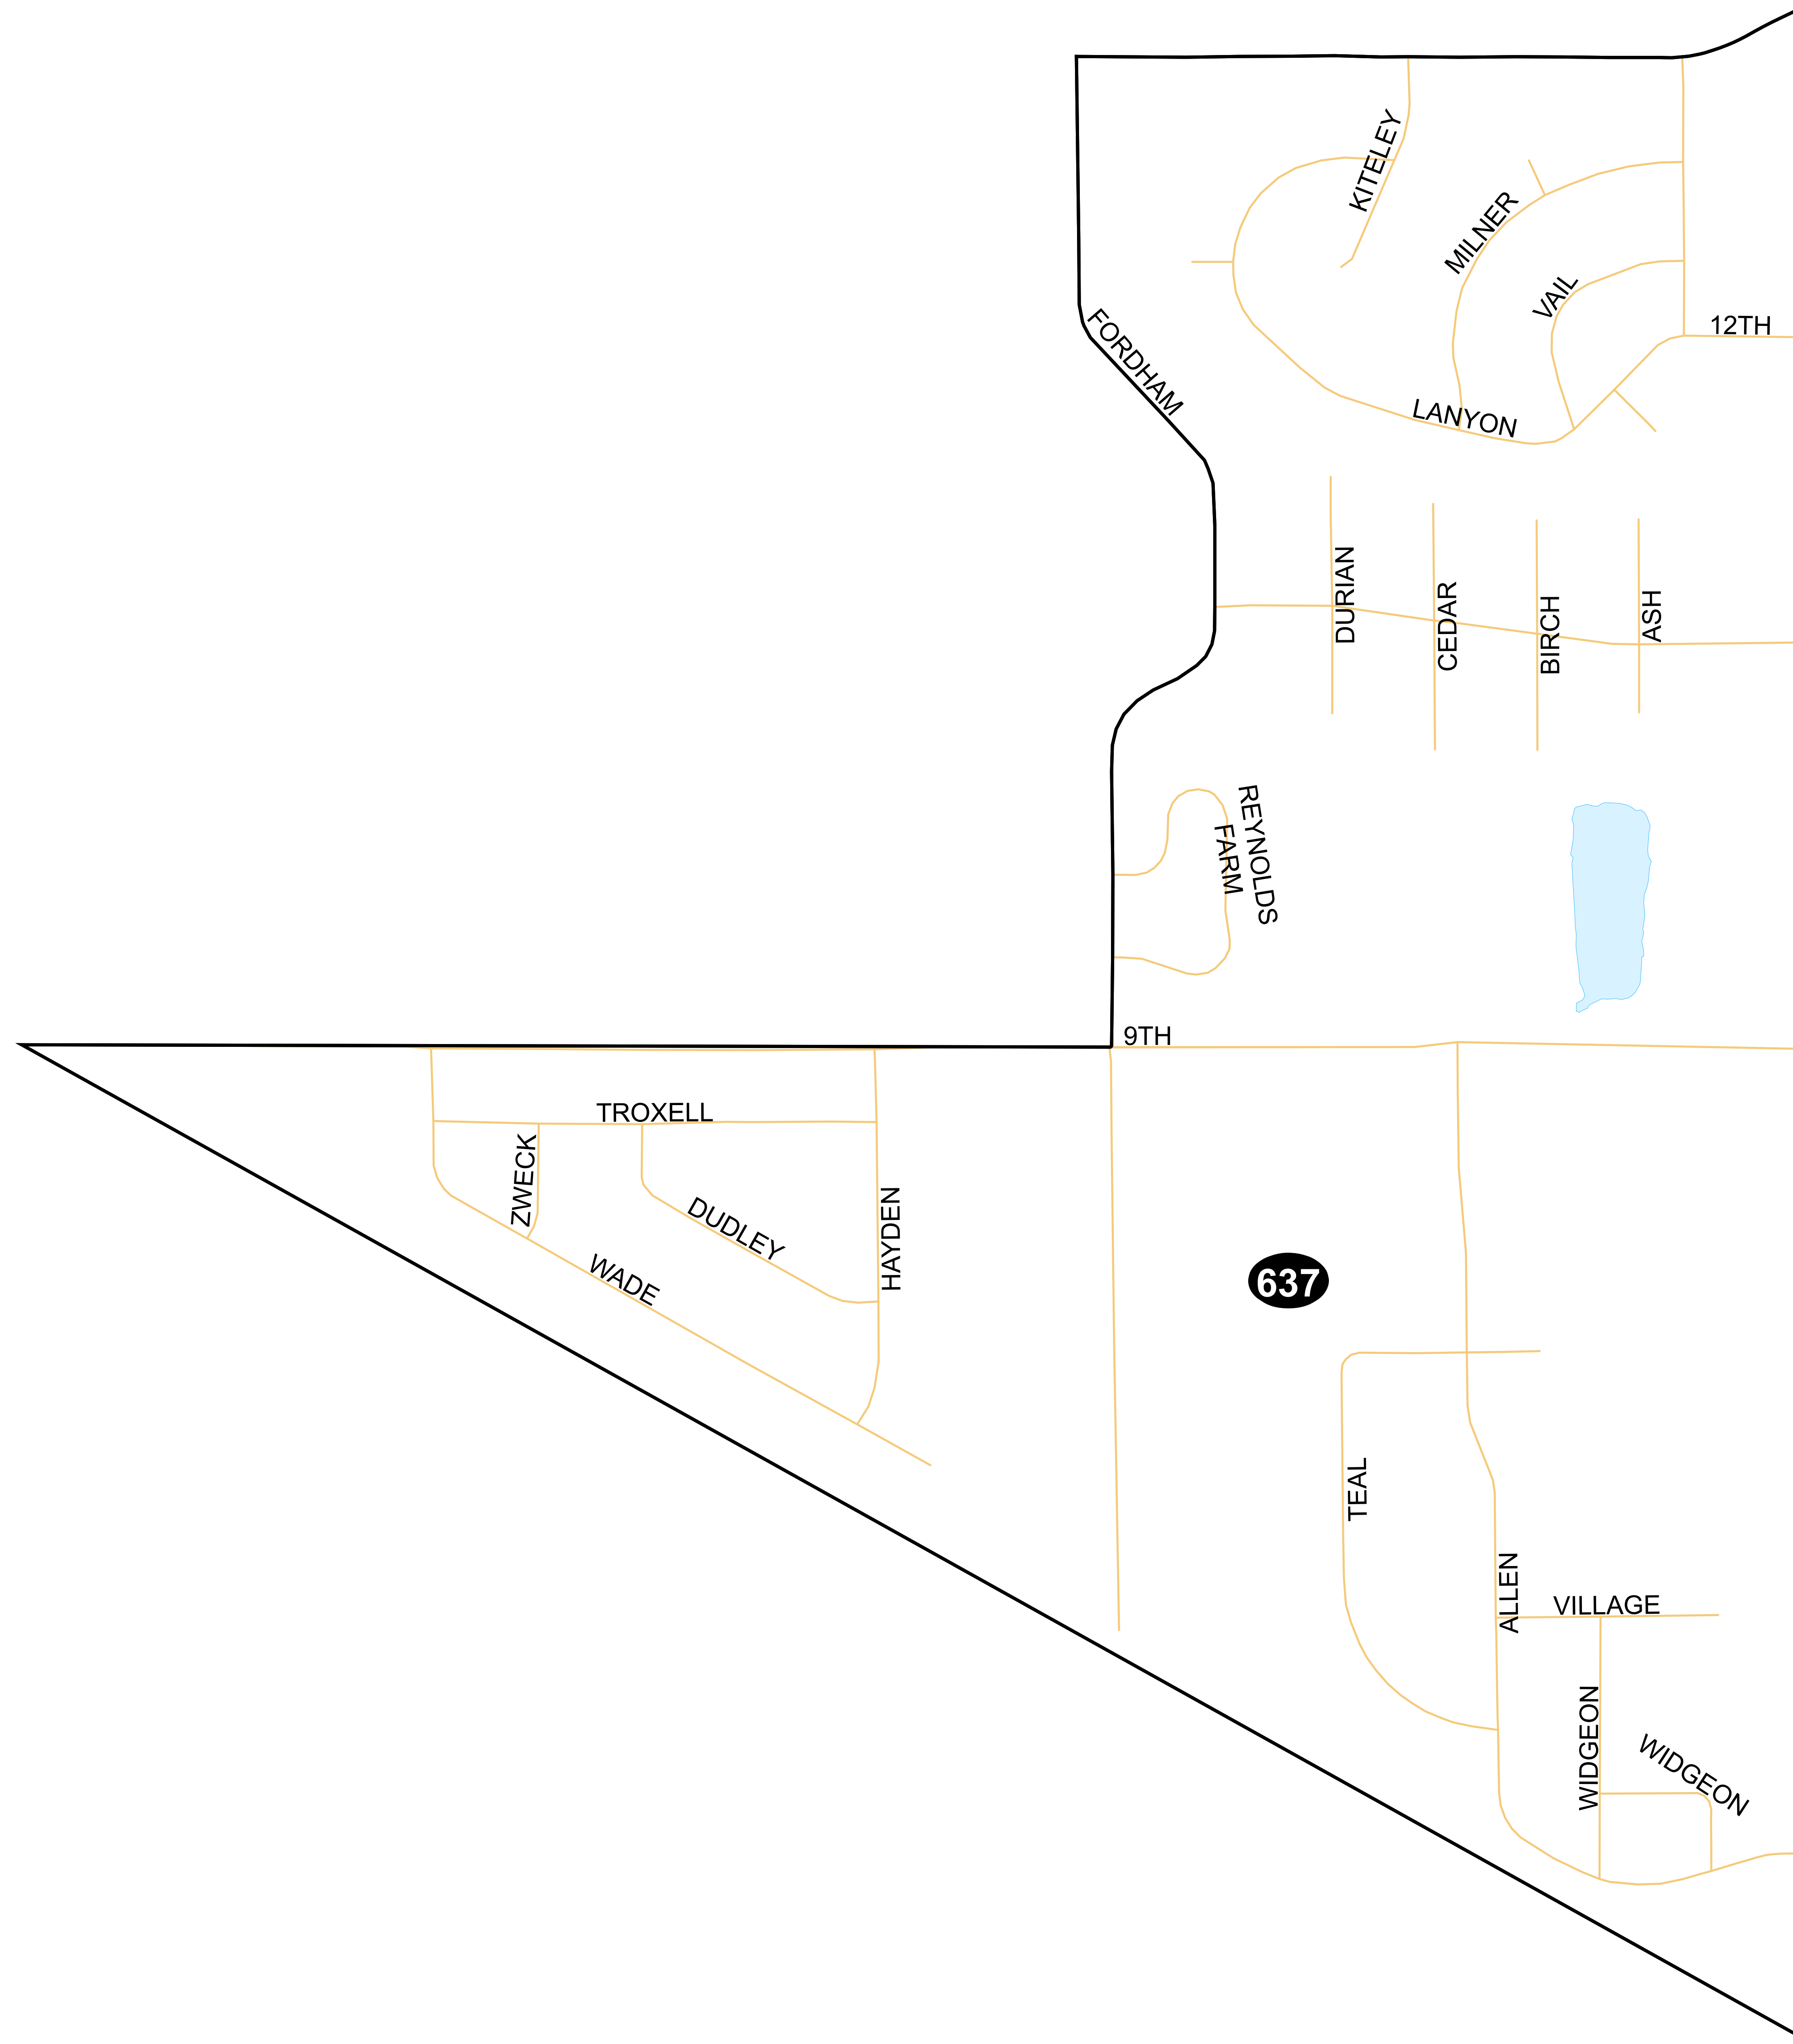 KITELEY
MILNER
VAIL
12TH
FORDHAM
LANYON
DURIAN
CEDAR
BIRCH
ASH
REYNOLDS
FARM
9TH
TROXELL
ZWECK
DUDLEY
HAYDEN
WADE
637
TEAL
ALLEN
VILLAGE
WIDGEON
WIDGEON